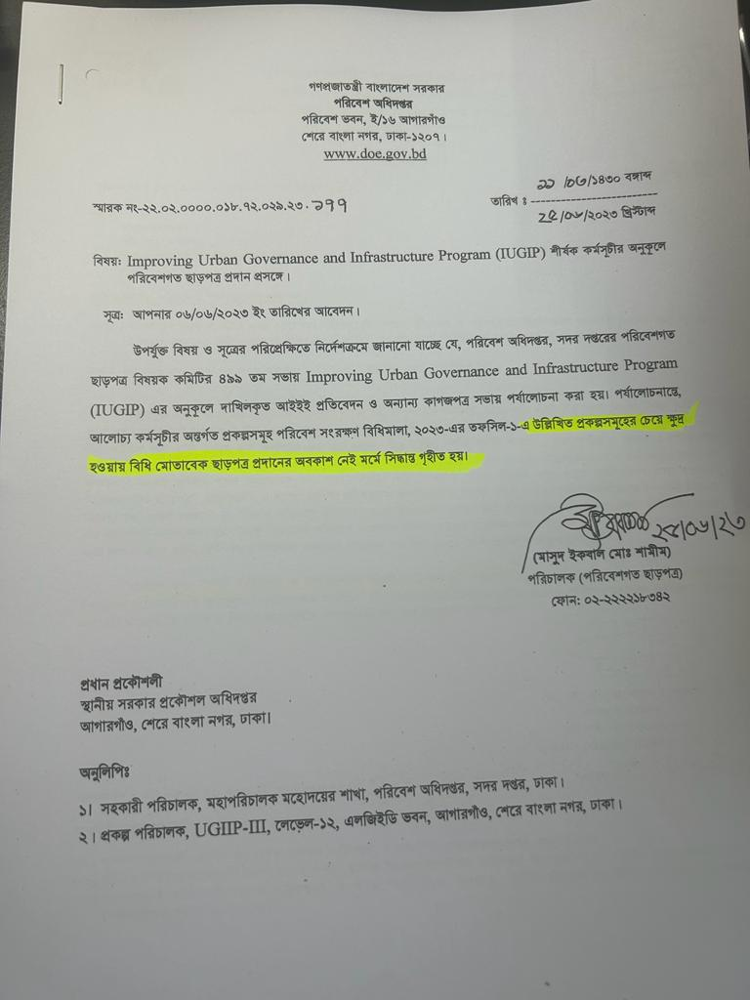 গণপ্রজাতন্ত্রী বাংলাদেশ সরকার
পরিবেশ অধিদপ্তর
পরিবেশ ভবন, ই/১৬ আগারগাঁও
শেরে বাংলা নগর, ঢাকা-১২০৭।
www.doe.gov.bd
১১/০৩/১৪৩০ বঙ্গাব্দ
স্মারক নং-২২.০২.০০০০.০১৮.৭২.০২৯.২৩.১৭৭
তারিখ ঃ --------------------------
২৫/০৬/২০২৩ খ্রিস্টাব্দ
বিষয়: Improving Urban Governance and Infrastructure Program (IUGIP) শীর্ষক কর্মসূচীর অনুকূলে
পরিবেশগত ছাড়পত্র প্রদান প্রসঙ্গে।
সূত্র: আপনার ০৬/০৬/২০২৩ ইং তারিখের আবেদন।
উপর্যুক্ত বিষয় ও সূত্রের পরিপ্রেক্ষিতে নির্দেশক্রমে জানানো যাচ্ছে যে, পরিবেশ অধিদপ্তর, সদর দপ্তরের পরিবেশগত
ছাড়পত্র বিষয়ক কমিটির ৪৯৯ তম সভায় Improving Urban Governance and Infrastructure Program
(IUGIP) এর অনুকূলে দাখিলকৃত আইইই প্রতিবেদন ও অন্যান্য কাগজপত্র সভায় পর্যালোচনা করা হয়। পর্যালোচনান্তে,
আলোচ্য কর্মসূচীর অন্তর্গত প্রকল্পসমূহ পরিবেশ সংরক্ষণ বিধিমালা, ২০২৩-এর তফসিল-১-এ উল্লিখিত প্রকল্পসমূহের চেয়ে ক্ষুদ্র
হওয়ায় বিধি মোতাবেক ছাড়পত্র প্রদানের অবকাশ নেই মর্মে সিদ্ধান্ত গৃহীত হয়।
২৫/০৬/২৩
(মাসুদ ইকবাল মোঃ শামীম)
পরিচালক (পরিবেশগত ছাড়পত্র)
ফোন: ০২-২২২২১৮৩৪২
প্রধান প্রকৌশলী
স্থানীয় সরকার প্রকৌশল অধিদপ্তর
আগারগাঁও, শেরে বাংলা নগর, ঢাকা।
অনুলিপিঃ
১। সহকারী পরিচালক, মহাপরিচালক মহোদয়ের শাখা, পরিবেশ অধিদপ্তর, সদর দপ্তর, ঢাকা।
২। প্রকল্প পরিচালক, UGIIP-III, লেভেল-১২, এলজিইডি ভবন, আগারগাঁও, শেরে বাংলা নগর, ঢাকা।